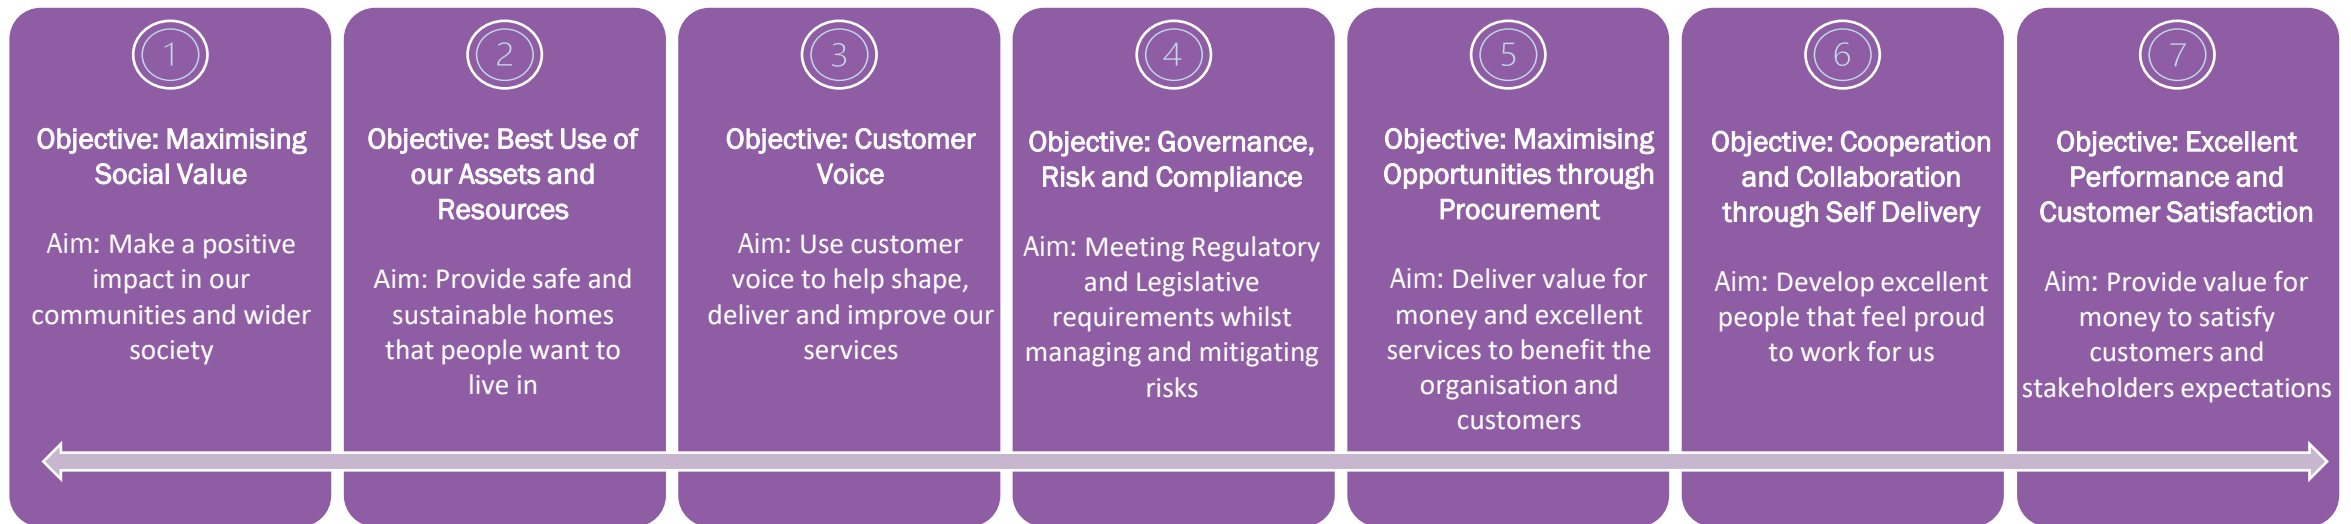 1
Objective: Maximising
Social Value
Aim: Make a positive
impact in our
communities and wider
society
2
Objective: Best Use of
our Assets and
Resources
Aim: Provide safe and
sustainable homes
that people want to
live in
3
Objective: Customer
Voice
Aim: Use customer
voice to help shape,
deliver and improve our
services
4
Objective: Governance,
Risk and Compliance
Aim: Meeting Regulatory
and Legislative
requirements whilst
managing and mitigating
risks
5
Objective: Maximising
Opportunities through
Procurement
Aim: Deliver value for
money and excellent
services to benefit the
organisation and
customers
6
Objective: Cooperation
and Collaboration
through Self Delivery
Aim: Develop excellent
people that feel proud
to work for us
7
Objective: Excellent
Performance and
Customer Satisfaction
Aim: Provide value for
money to satisfy
customers and
stakeholders expectations